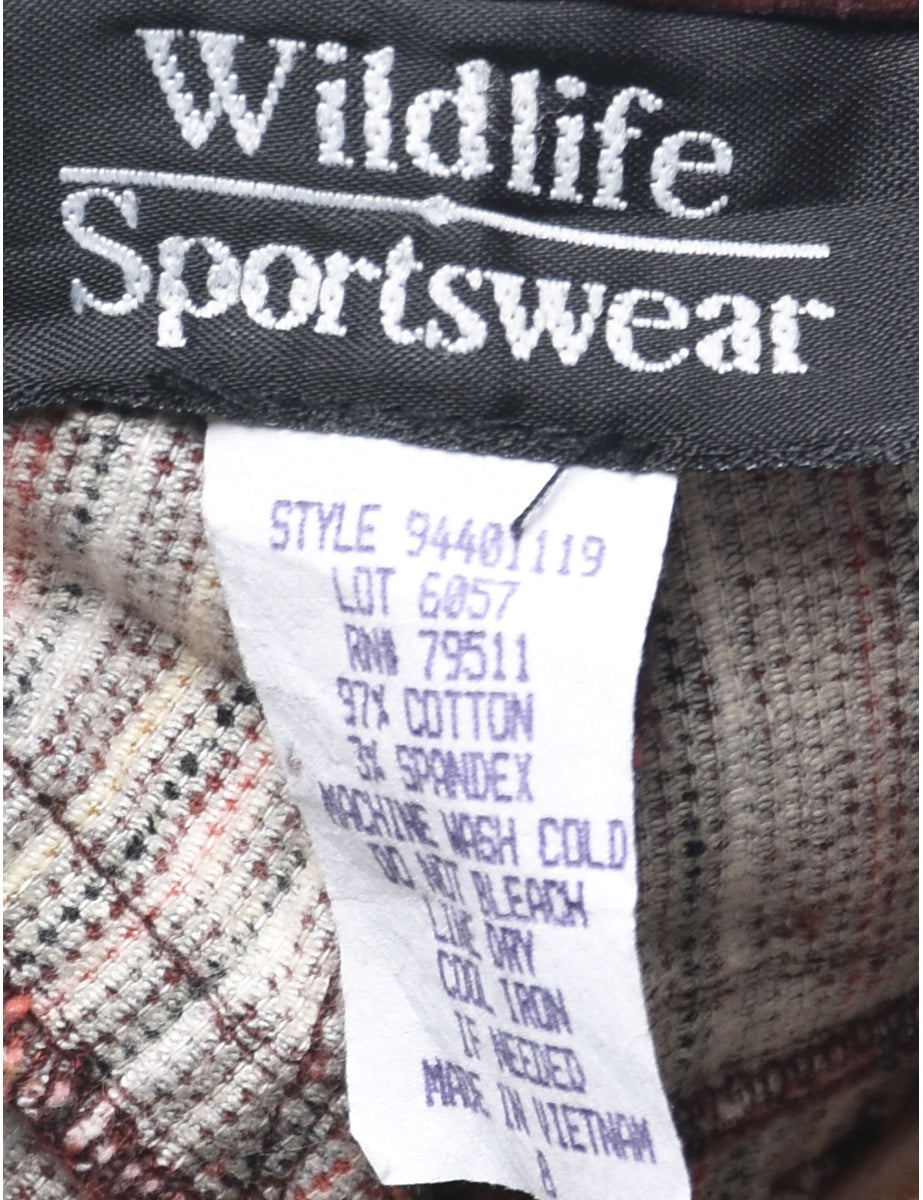 Wildlife
Sportswear
STYLE 94401119
LOT 6057
RN# 79511
97% COTTON
3% SPANDEX
MACHINE WASH COLD
DO NOT BLEACH
LINE DRY
COOL IRON
IF NEEDED
MADE IN VIETNAM
8